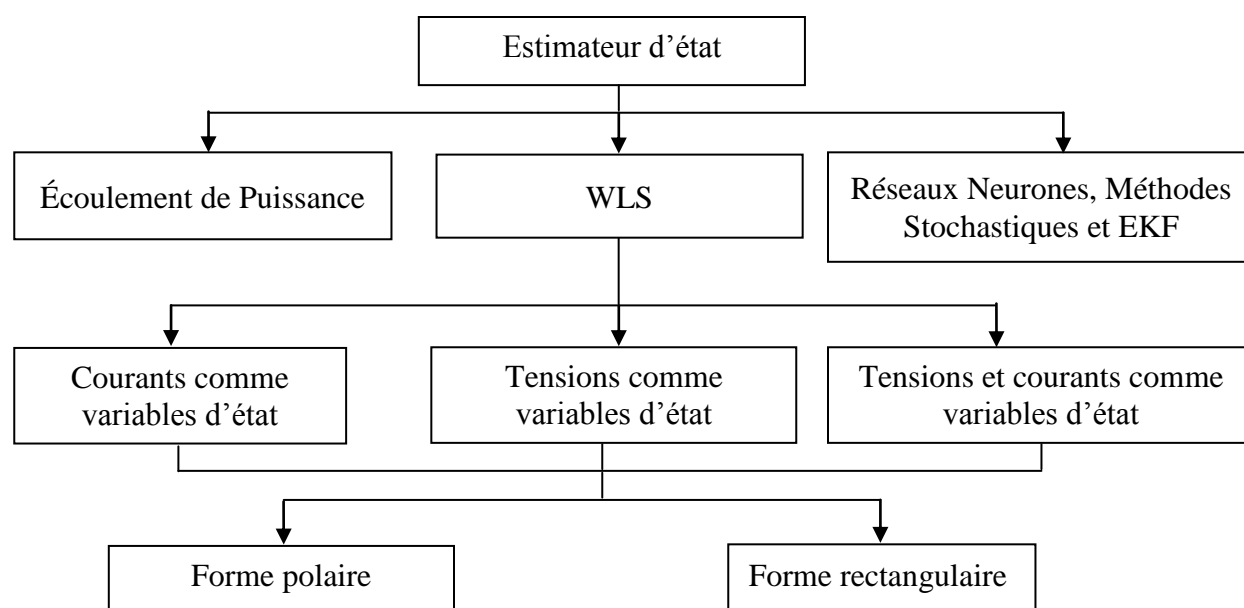 Estimateur d’état
Écoulement de Puissance
WLS
Réseaux Neurones, Méthodes
Stochastiques et EKF
Courants comme
variables d’état
Tensions comme
variables d’état
Tensions et courants comme
variables d’état
Forme polaire
Forme rectangulaire